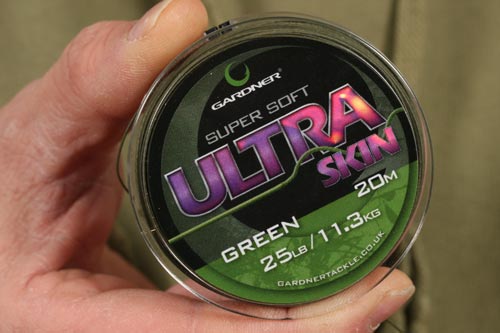 GARDNER®
SUPER SOFT
ULTRA
SKIN
20M
GREEN
25LB/11.3KG
GARDNERTACKLE.CO.UK